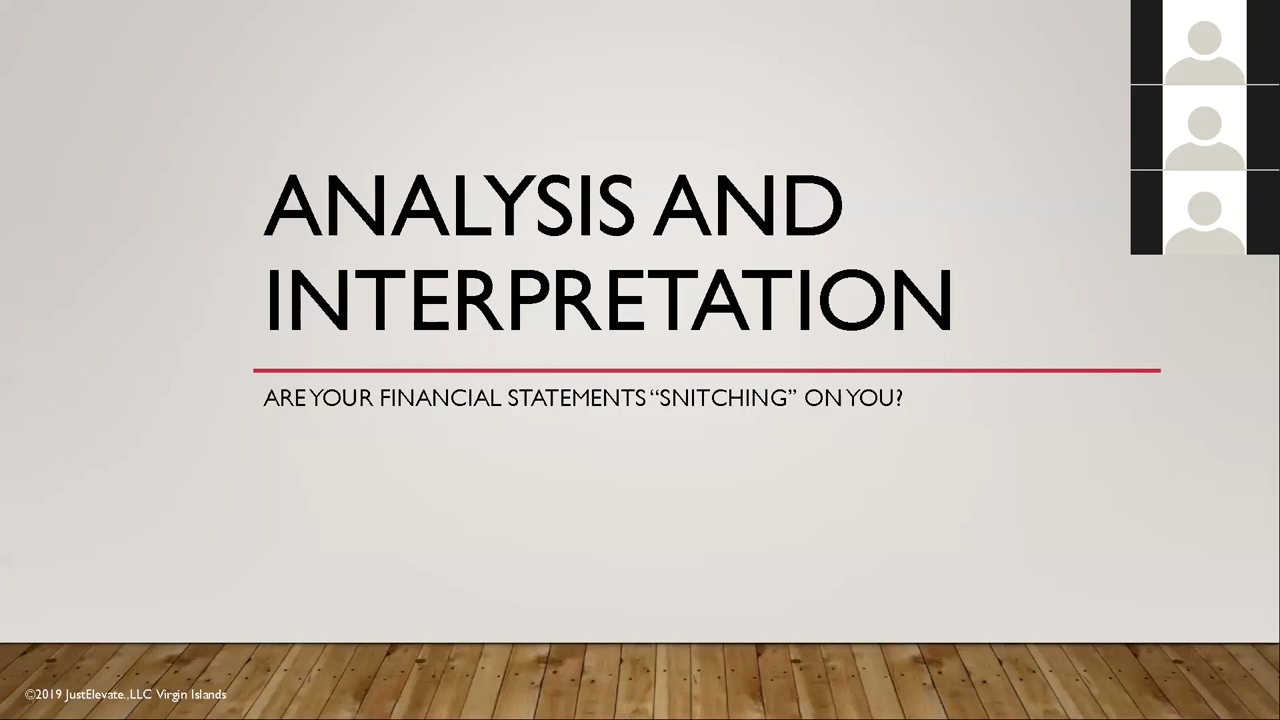 ANALYSIS AND
INTERPRETATION
ARE YOUR FINANCIAL STATEMENTS “SNITCHING” ON YOU?
©2019 JustElevate.,LLC Virgin Islands